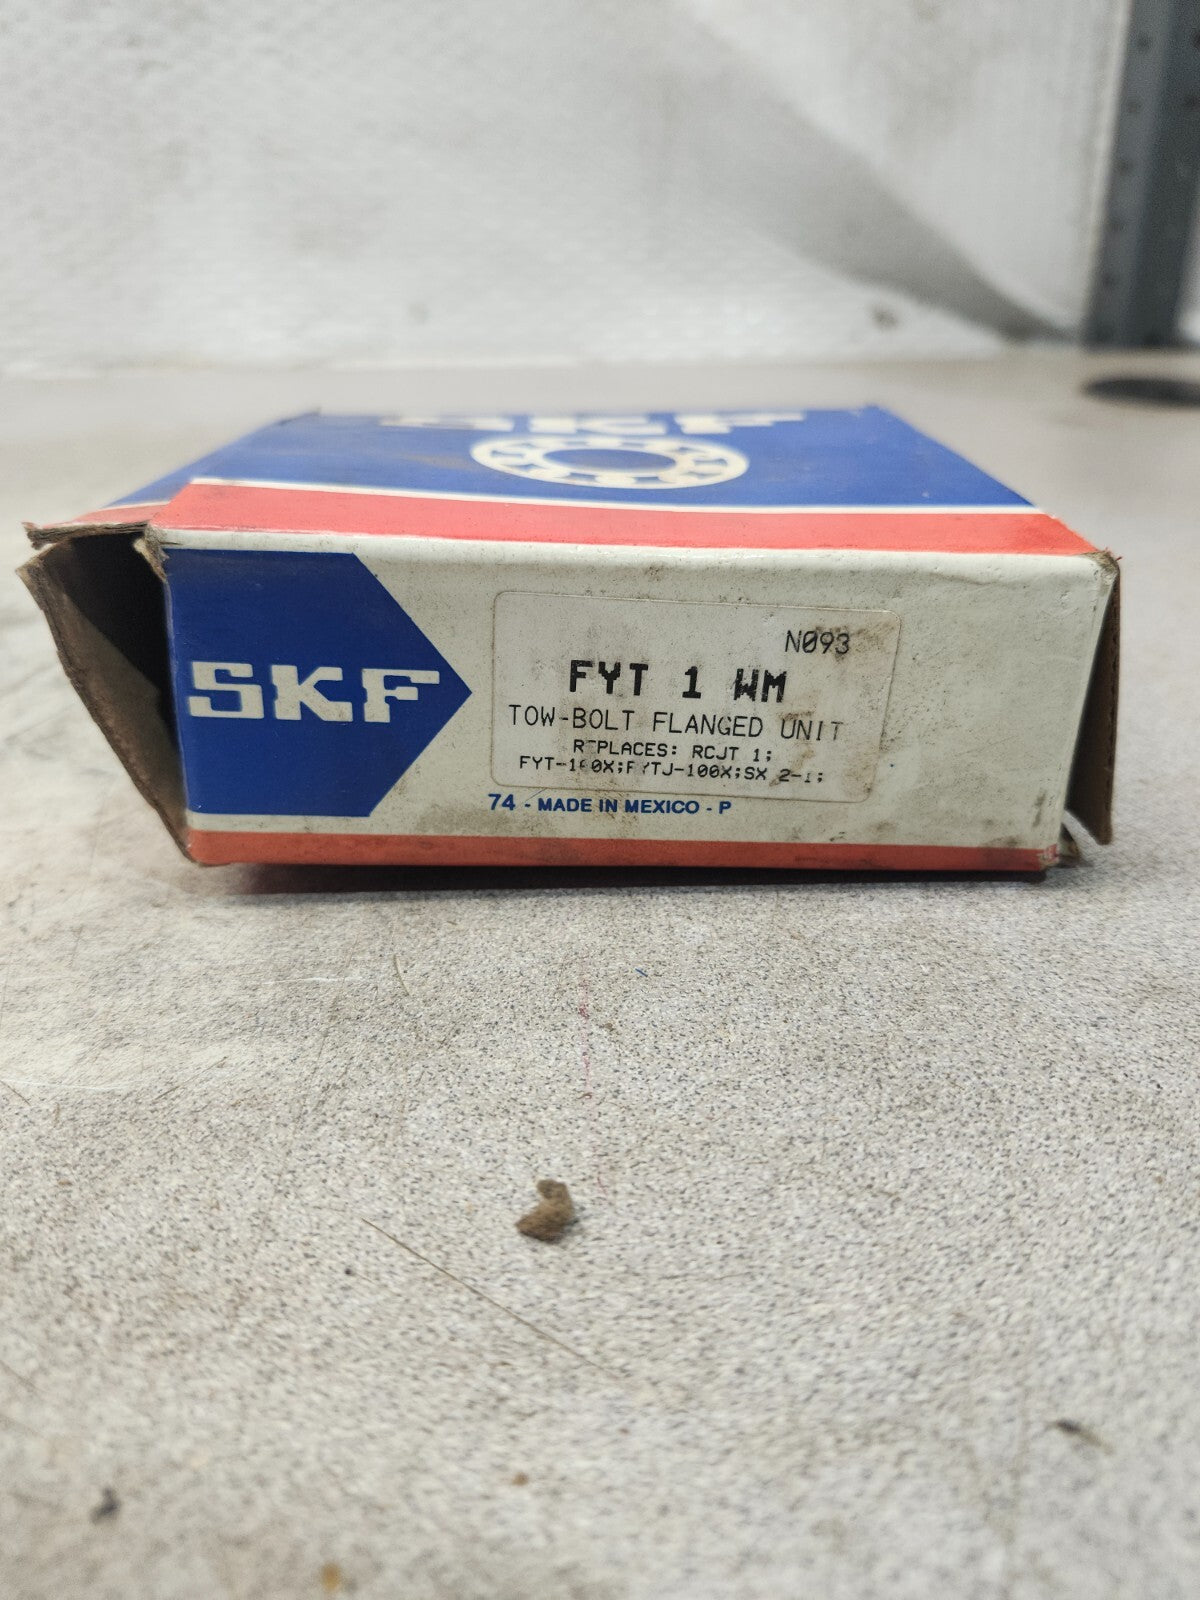 SKF
SKF
N093
FYT 1 WM
TOW-BOLT FLANGED UNIT
REPLACES: RCJT 1;
FYT-100X;FYTJ-100X;SX 2-1;
74 - MADE IN MEXICO - P